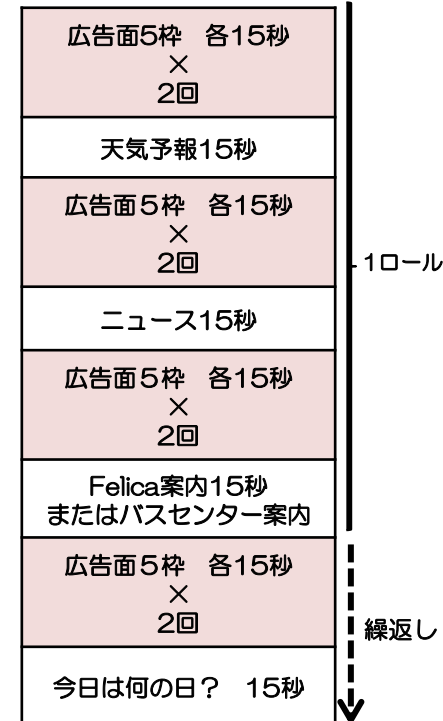 広告面5枠　各15秒
×
2回
天気予報15秒
広告面５枠　各15秒
×
2回
1ロール
ニュース15秒
広告面５枠　各15秒
×
2回
Felica案内15秒
またはバスセンター案内
広告面５枠　各15秒
×
2回
繰返し
今日は何の日？　15秒